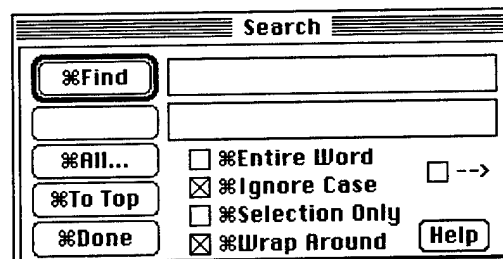 Search
⌘Find
⌘All...
⌘To Top
⌘Done
⌘Entire Word
⌘Ignore Case
⌘Selection Only
⌘Wrap Around
-->
Help